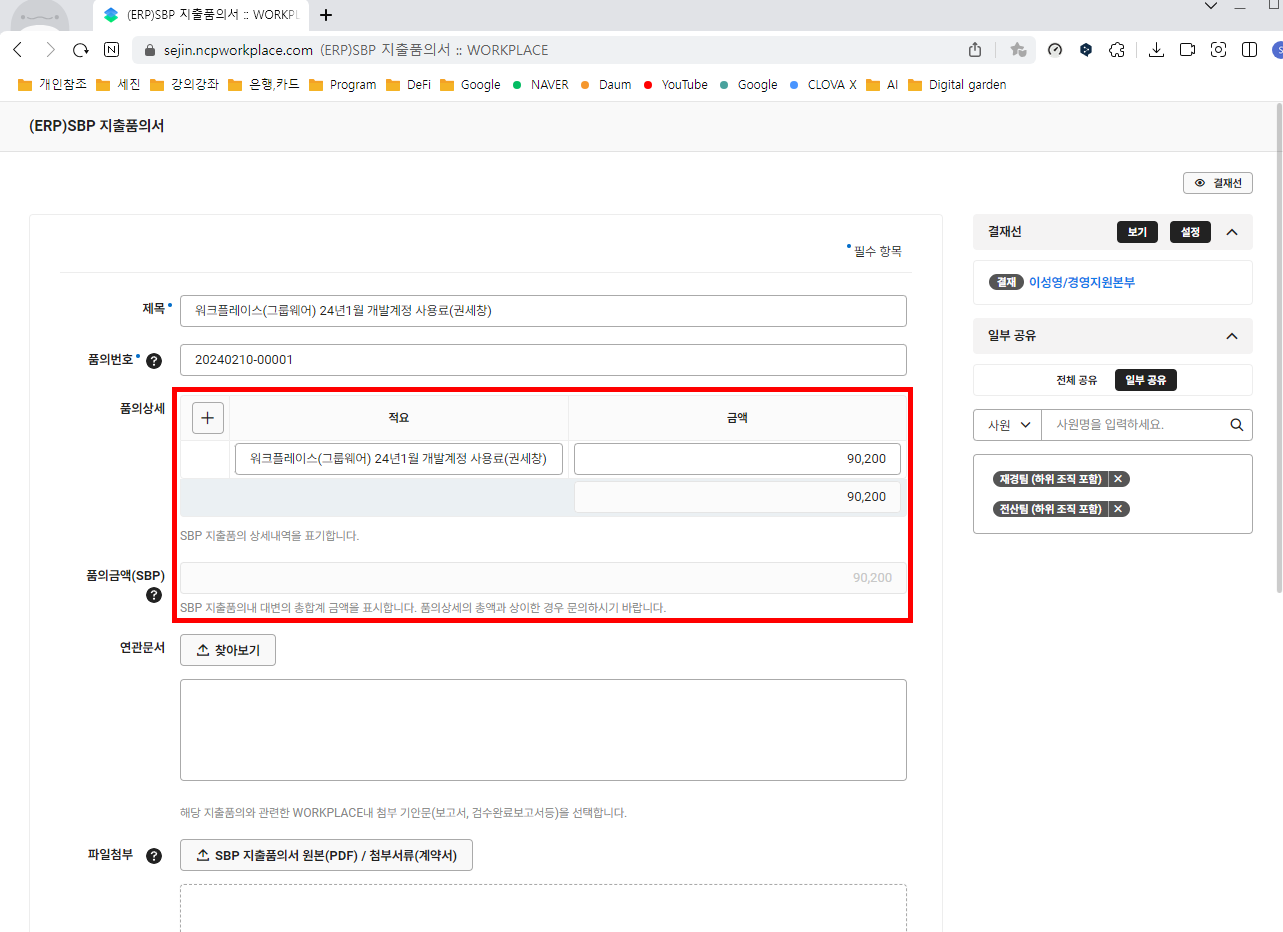 (ERP)SBP 지출품의서 :: WORKPL
sejin.ncpworkplace.com (ERP)SBP 지출품의서 :: WORKPLACE
개인참조 세진 강의강좌 은행,카드 Program DeFi Google NAVER Daum YouTube Google CLOVA X AI Digital garden
(ERP)SBP 지출품의서
결재선
필수 항목
제목
워크플레이스(그룹웨어) 24년1월 개발계정 사용료(권세창)
품의번호 ?
20240210-00001
품의상세
+ 적요 금액
워크플레이스(그룹웨어) 24년1월 개발계정 사용료(권세창) 90,200
90,200
SBP 지출품의 상세내역을 표기합니다.
품의금액(SBP) ?
90,200
SBP 지출품의내 대변의 총합계 금액을 표시합니다. 품의상세의 총액과 상이한 경우 문의하시기 바랍니다.
연관문서
찾아보기
해당 지출품의와 관련한 WORKPLACE내 첨부 기안문(보고서, 검수완료보고서등)을 선택합니다.
파일첨부 ?
SBP 지출품의서 원본(PDF) / 첨부서류(계약서)
결재선 보기 설정
결재 이성영/경영지원본부
일부 공유
전체 공유 일부 공유
사원 사원명을 입력하세요.
재경팀 (하위 조직 포함) ✕
전산팀 (하위 조직 포함) ✕